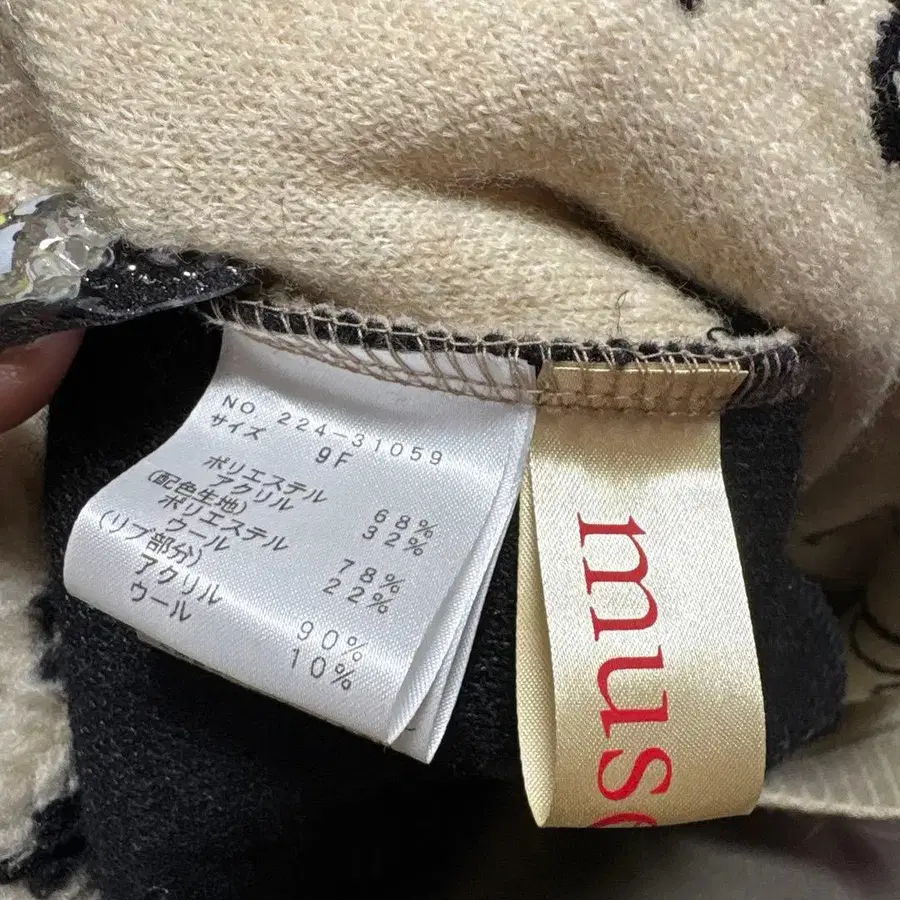 NO 224-31059
サイズ 9F
ポリエステル 68%
アクリル 32%
(配色生地)
ポリエステル 78%
ウール 22%
(リブ部分)
アクリル 90%
ウール 10%
mus